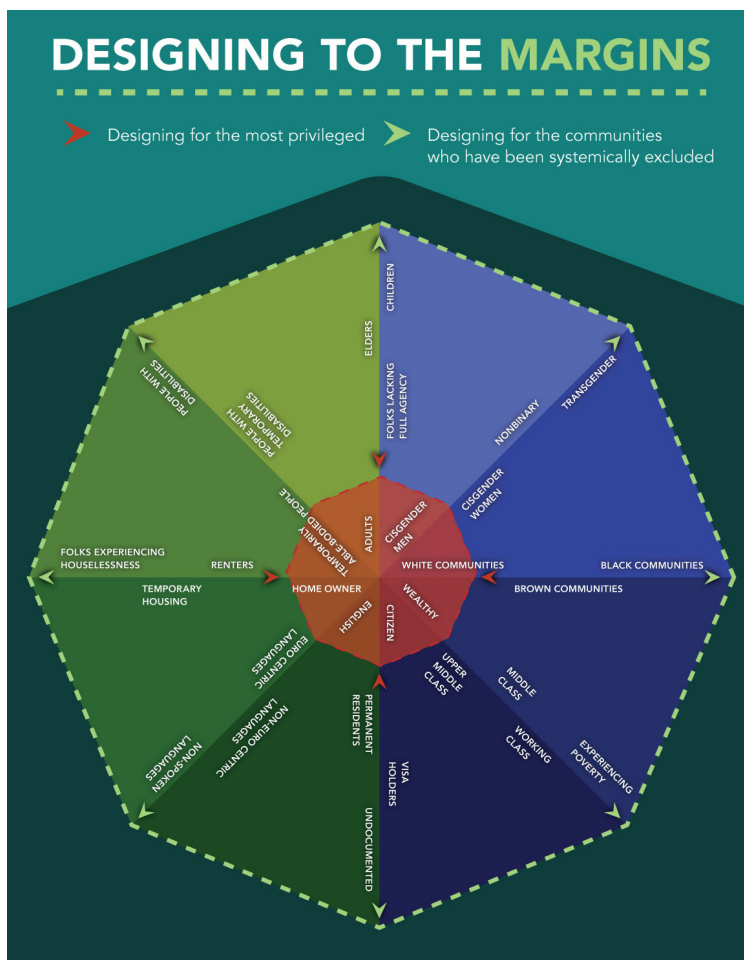 DESIGNING TO THE MARGINS
Designing for the most privileged
Designing for the communities
who have been systemically excluded
CHILDREN
ELDERS
FOLKS LACKING
FULL AGENCY
ADULTS
TRANSGENDER
NONBINARY
CISGENDER
WOMEN
CISGENDER
MEN
BLACK COMMUNITIES
BROWN COMMUNITIES
WHITE COMMUNITIES
WEALTHY
UPPER
MIDDLE
CLASS
MIDDLE
CLASS
WORKING
CLASS
EXPERIENCING
POVERTY
CITIZEN
PERMANENT
RESIDENTS
VISA
HOLDERS
UNDOCUMENTED
ENGLISH
EURO CENTRIC
LANGUAGES
NON-EURO CENTRIC
LANGUAGES
NON-SPOKEN
LANGUAGES
HOME OWNER
RENTERS
TEMPORARY
HOUSING
FOLKS EXPERIENCING
HOUSELESSNESS
TEMPORARILY
ABLE-BODIED PEOPLE
PEOPLE WITH
TEMPORARY
DISABILITIES
PEOPLE WITH
DISABILITIES